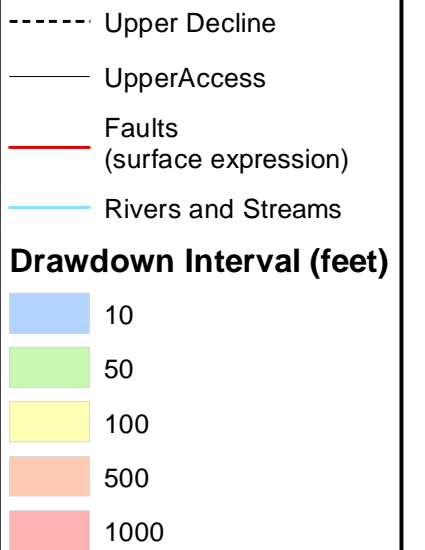 Upper Decline
UpperAccess
Faults
(surface expression)
Rivers and Streams
Drawdown Interval (feet)
10
50
100
500
1000